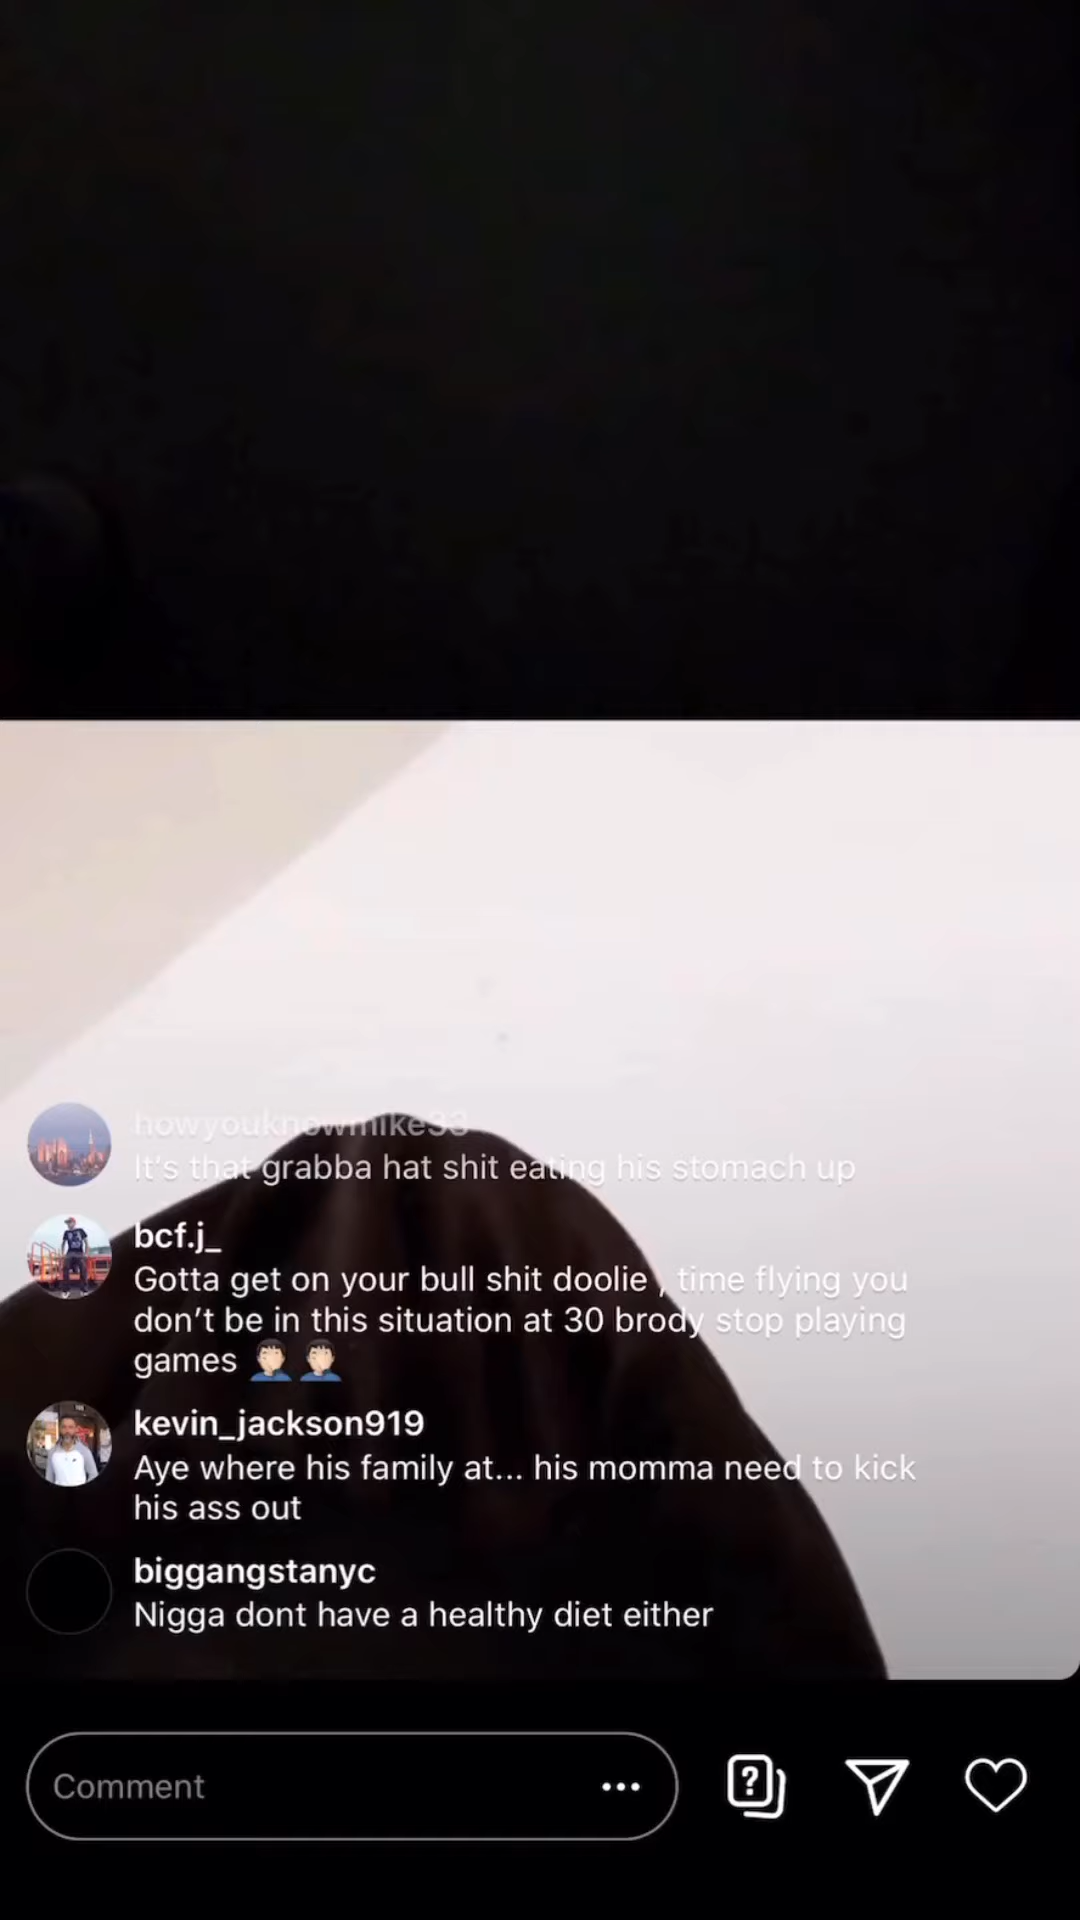 howyouknowmike33
It's that grabba hat shit eating his stomach up
bcf.j_
Gotta get on your bull shit doolie , time flying you
don’t be in this situation at 30 brody stop playing
games 🤦🏻‍♂️🤦🏻‍♂️
kevin_jackson919
Aye where his family at... his momma need to kick
his ass out
biggangstanyc
Nigga dont have a healthy diet either
Comment